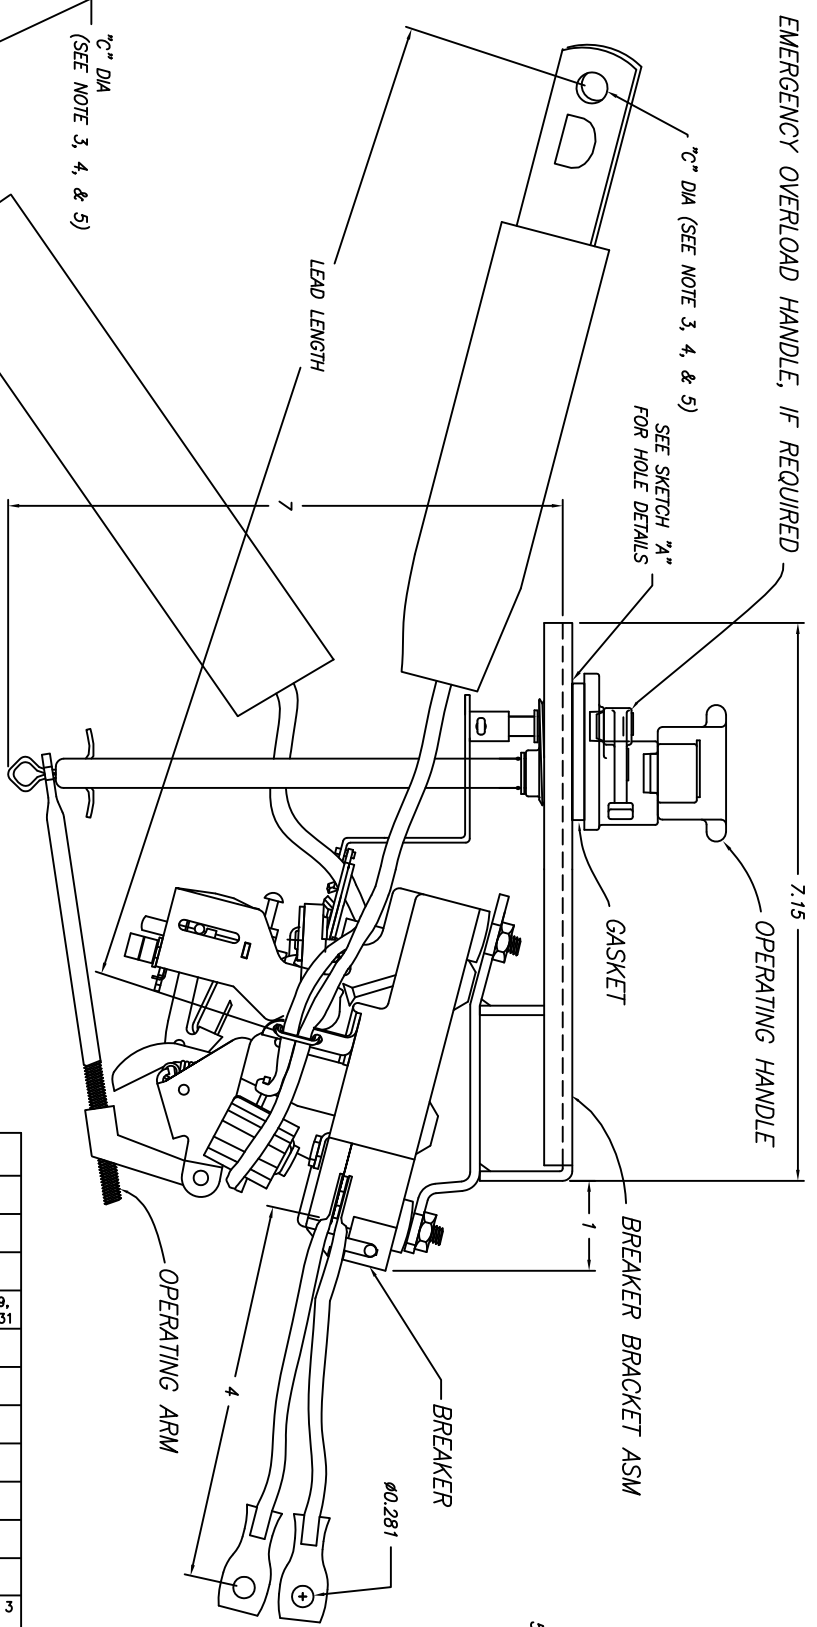 EMERGENCY OVERLOAD HANDLE, IF REQUIRED
"C" DIA (SEE NOTE 3, 4, & 5)
SEE SKETCH "A"
FOR HOLE DETAILS
"C" DIA
(SEE NOTE 3, 4, & 5)
LEAD LENGTH
7
7.15
OPERATING HANDLE
GASKET
1
BREAKER BRACKET ASM
BREAKER
OPERATING ARM
4
ø0.281
9,
31
3